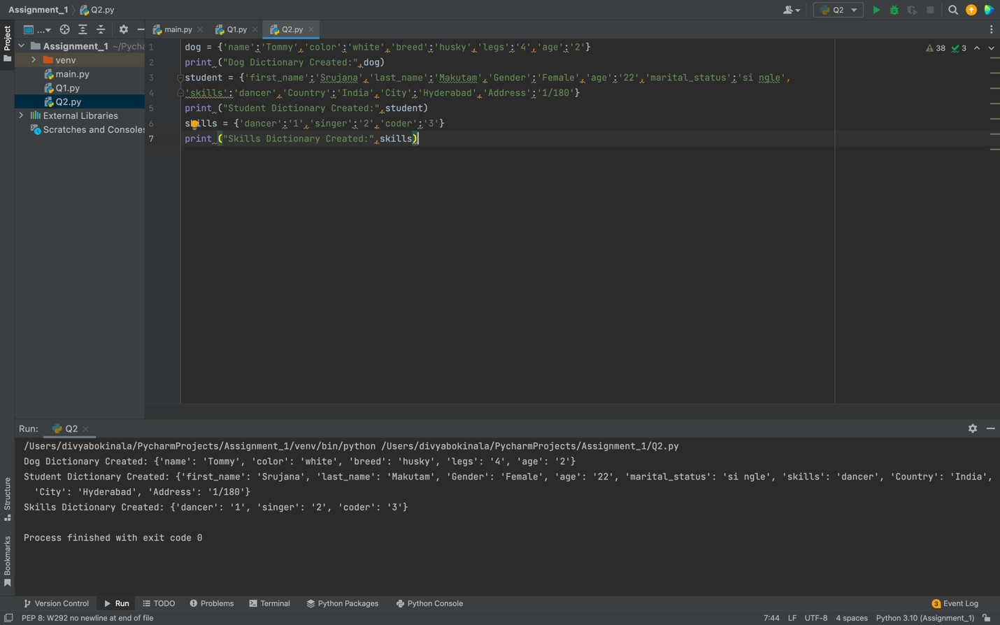 Assignment_1 Q2.py
Q2
... main.py Q1.py Q2.py
Project
Assignment_1 ~/Pycha
venv
main.py
Q1.py
Q2.py
External Libraries
Scratches and Consoles
38 3
1 dog = {'name':'Tommy','color':'white','breed':'husky','legs':'4','age':'2'}
2 print ("Dog Dictionary Created:",dog)
3 student = {'first_name':'Srujana','last_name':'Makutam','Gender':'Female','age':'22','marital_status':'si ngle',
4 'skills':'dancer','Country':'India','City':'Hyderabad','Address':'1/180'}
5 print ("Student Dictionary Created:",student)
6 skills = {'dancer':'1','singer':'2','coder':'3'}
7 print ("Skills Dictionary Created:",skills)
Run: Q2
/Users/divyabokinala/PycharmProjects/Assignment_1/venv/bin/python /Users/divyabokinala/PycharmProjects/Assignment_1/Q2.py
Dog Dictionary Created: {'name': 'Tommy', 'color': 'white', 'breed': 'husky', 'legs': '4', 'age': '2'}
Student Dictionary Created: {'first_name': 'Srujana', 'last_name': 'Makutam', 'Gender': 'Female', 'age': '22', 'marital_status': 'si ngle', 'skills': 'dancer', 'Country': 'India',
'City': 'Hyderabad', 'Address': '1/180'}
Skills Dictionary Created: {'dancer': '1', 'singer': '2', 'coder': '3'}
Process finished with exit code 0
Structure
Bookmarks
Version Control Run TODO Problems Terminal Python Packages Python Console 3 Event Log
PEP 8: W292 no newline at end of file 7:44 LF UTF-8 4 spaces Python 3.10 (Assignment_1)